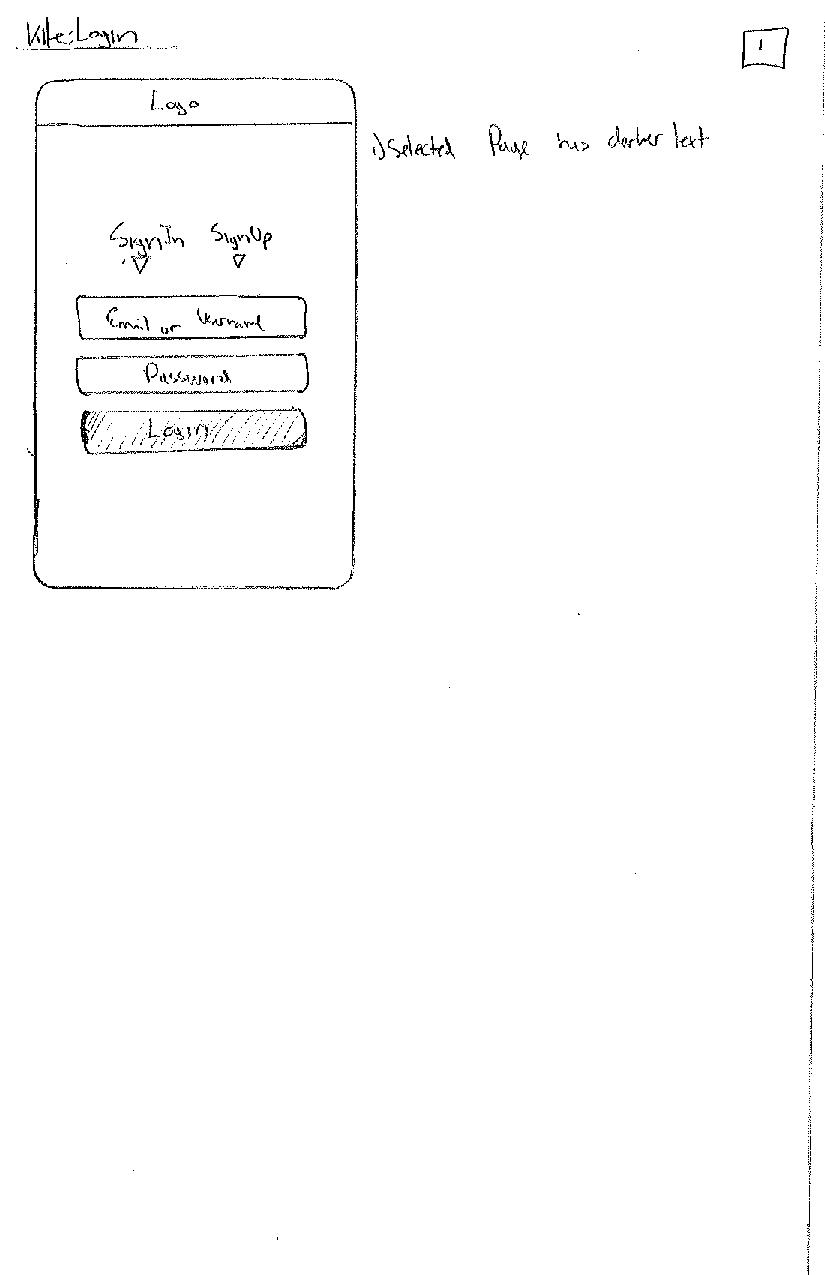 Kite: Login
1
Logo
1) Selected Page has darker text
Sign In Sign Up
Email or Username
Password
Login